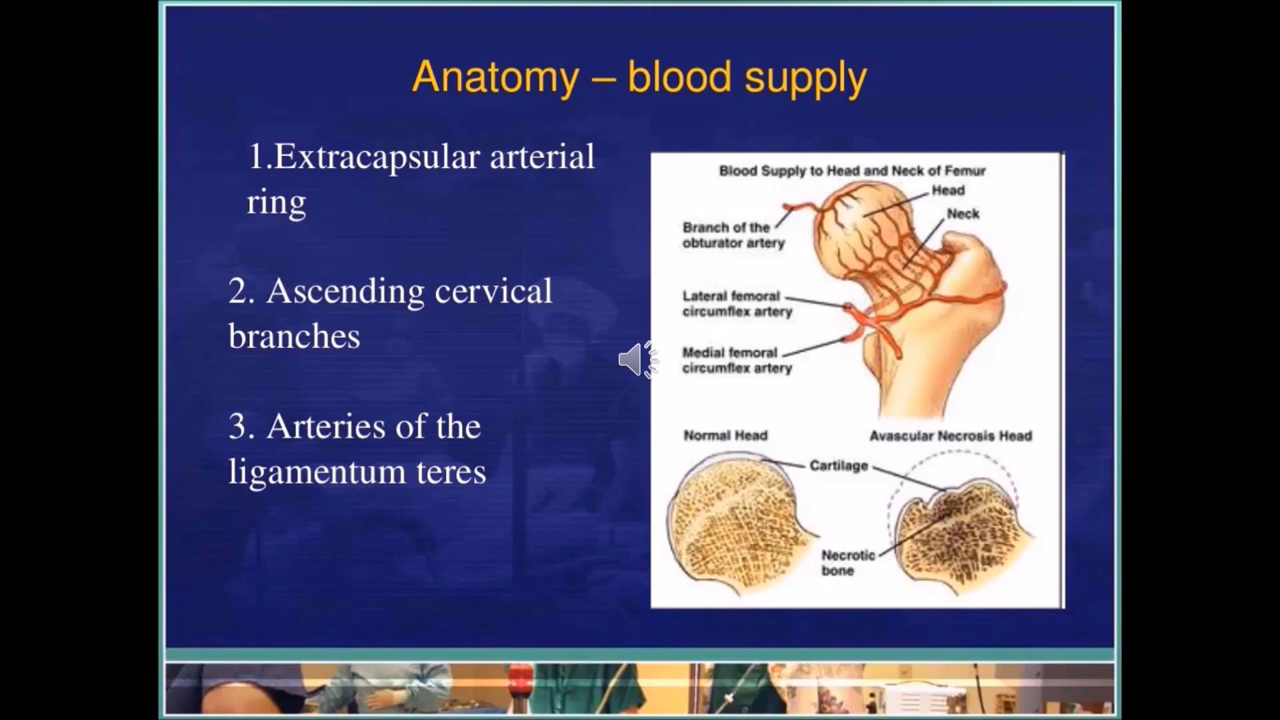 Anatomy – blood supply
1.Extracapsular arterial
ring
2. Ascending cervical
branches
3. Arteries of the
ligamentum teres
Blood Supply to Head and Neck of Femur
Head
Neck
Branch of the
obturator artery
Lateral femoral
circumflex artery
Medial femoral
circumflex artery
Normal Head
Avascular Necrosis Head
Cartilage
Necrotic
bone